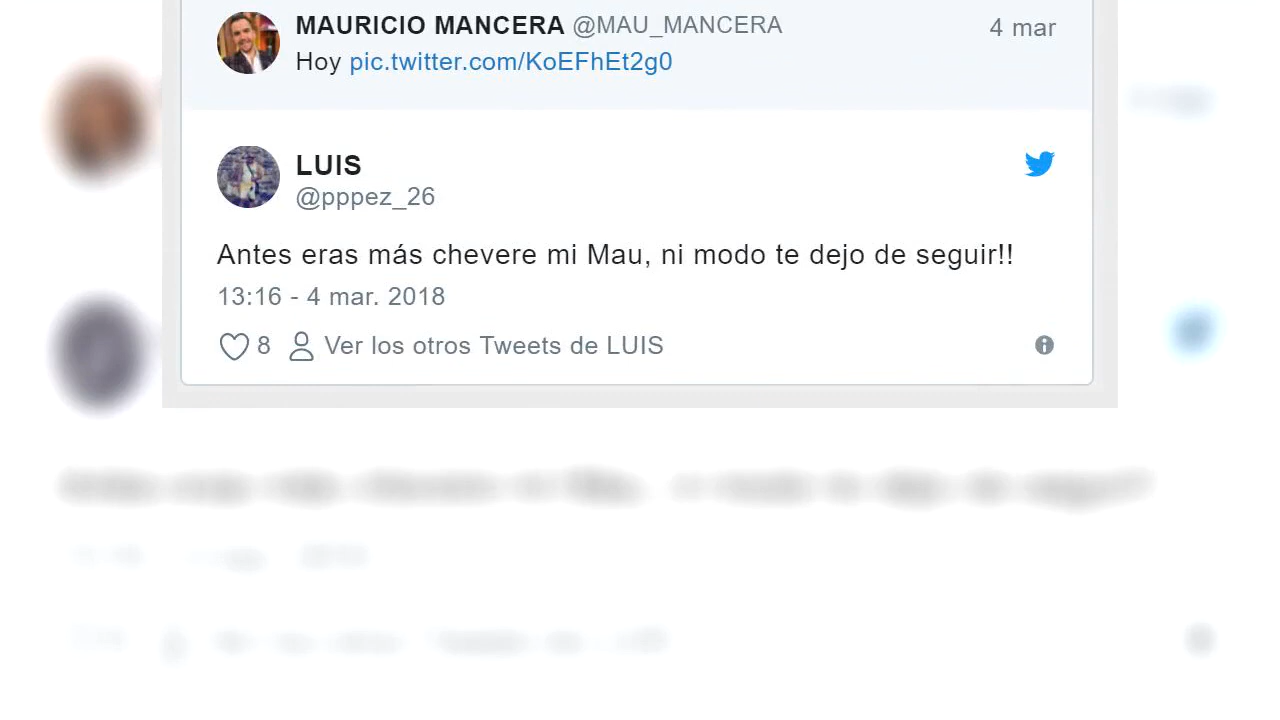 MAURICIO MANCERA @MAU_MANCERA 4 mar
Hoy pic.twitter.com/KoEFhEt2g0
LUIS
@pppez_26
Antes eras más chevere mi Mau, ni modo te dejo de seguir!!
13:16 - 4 mar. 2018
8 Ver los otros Tweets de LUIS